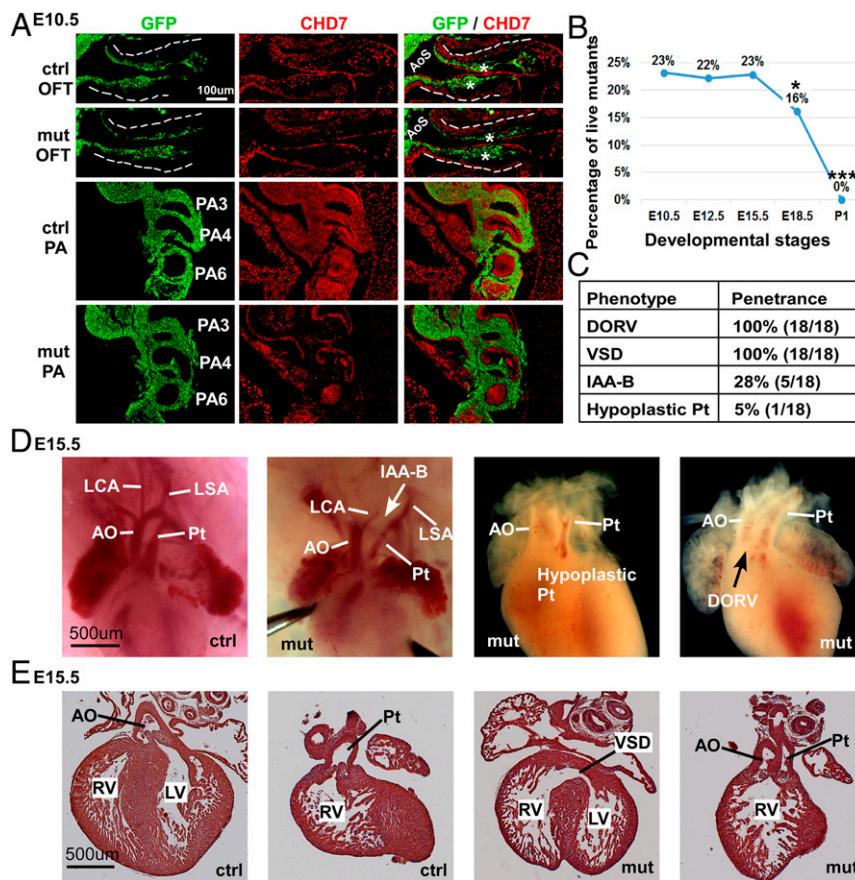 A E10.5
GFP CHD7 GFP / CHD7
ctrl
OFT
100um
AoS
*
*
mut
OFT
AoS
*
*
ctrl
PA
PA3
PA4
PA6
mut
PA
PA3
PA4
PA6
B
Percentage of live mutants
25%
20%
15%
10%
5%
0%
23% 22% 23%
*
16%
***
0%
E10.5 E12.5 E15.5 E18.5 P1
Developmental stages
C
Phenotype Penetrance
DORV 100% (18/18)
VSD 100% (18/18)
IAA-B 28% (5/18)
Hypoplastic Pt 5% (1/18)
D E15.5
LCA LSA
AO Pt
500um
ctrl
IAA-B
LCA
LSA
AO
Pt
mut
AO Pt
Hypoplastic
Pt
mut
AO Pt
DORV
mut
E E15.5
AO
RV LV
500um
ctrl
Pt
RV
ctrl
VSD
RV LV
mut
AO Pt
RV
mut